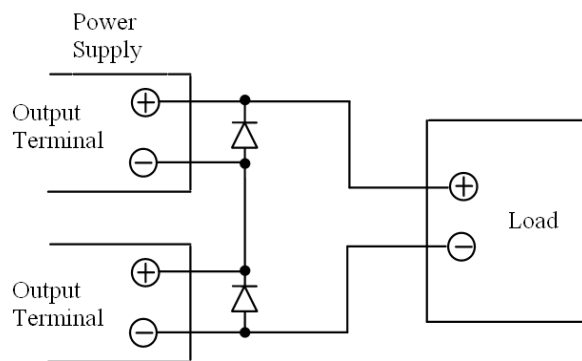 Power
Supply
Output
Terminal
+
−
Load
+
−
Output
Terminal
+
−